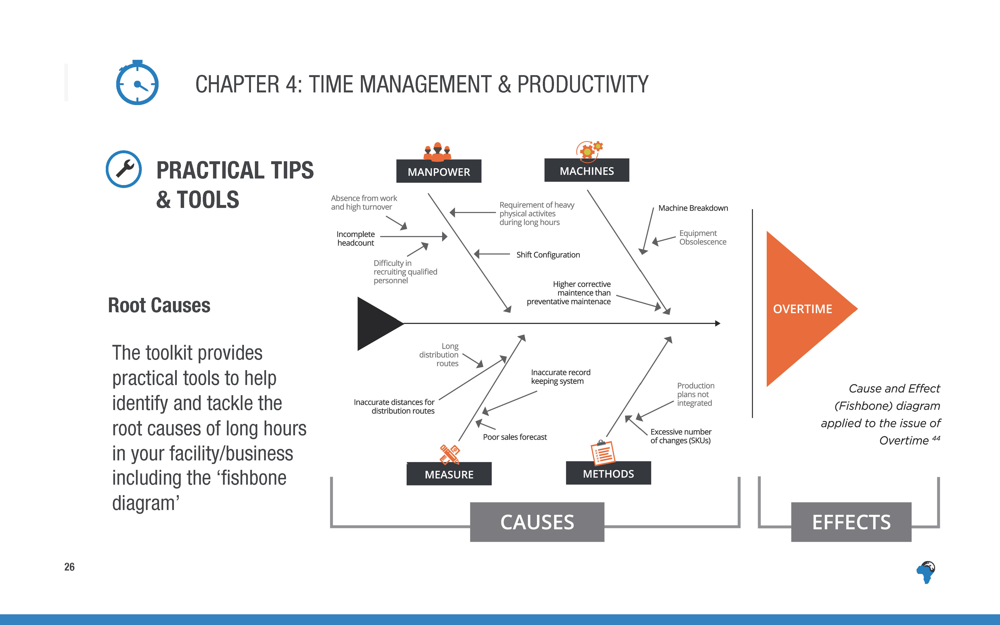 CHAPTER 4: TIME MANAGEMENT & PRODUCTIVITY
PRACTICAL TIPS
& TOOLS
Root Causes
The toolkit provides
practical tools to help
identify and tackle the
root causes of long hours
in your facility/business
including the ‘fishbone
diagram’
MANPOWER
MACHINES
Absence from work
and high turnover
Incomplete
headcount
Difficulty in
recruiting qualified
personnel
Requirement of heavy
physical activites
during long hours
Shift Configuration
Machine Breakdown
Equipment
Obsolescence
Higher corrective
maintence than
preventative maintenace
OVERTIME
Long
distribution
routes
Inaccurate distances for
distribution routes
Inaccurate record
keeping system
Poor sales forecast
Production
plans not
integrated
Excessive number
of changes (SKUs)
MEASURE
METHODS
Cause and Effect
(Fishbone) diagram
applied to the issue of
Overtime 44
CAUSES
EFFECTS
26